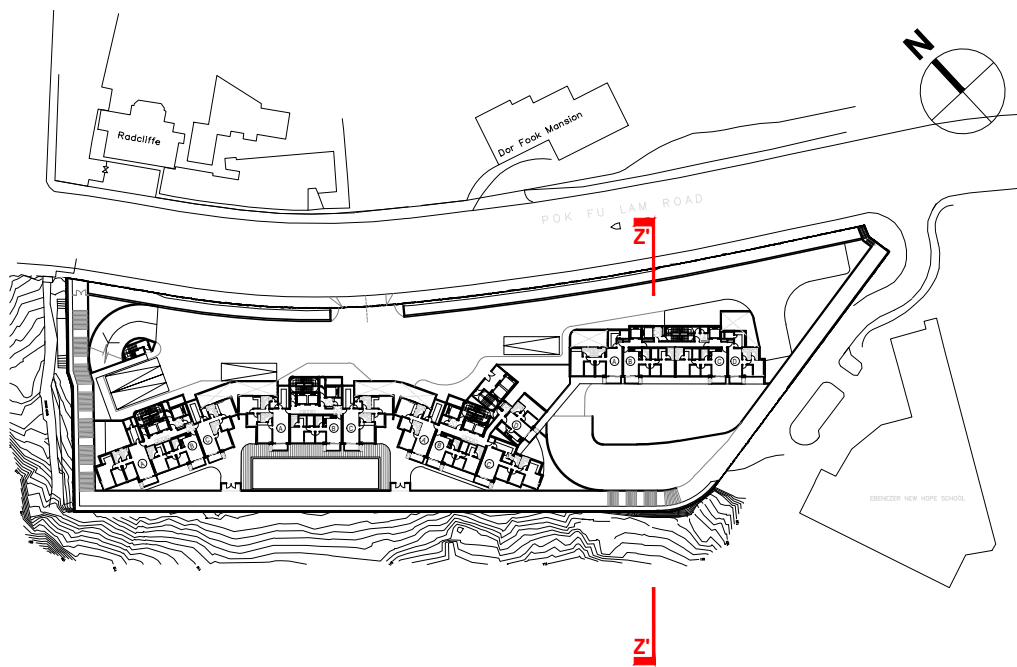 N
Radcliffe
Dor Fook Mansion
POK FU LAM ROAD
Z'
A
B
C
D
A
B
C
A
B
C
A
B
C
D
EBENEZER NEW HOPE SCHOOL
Z'